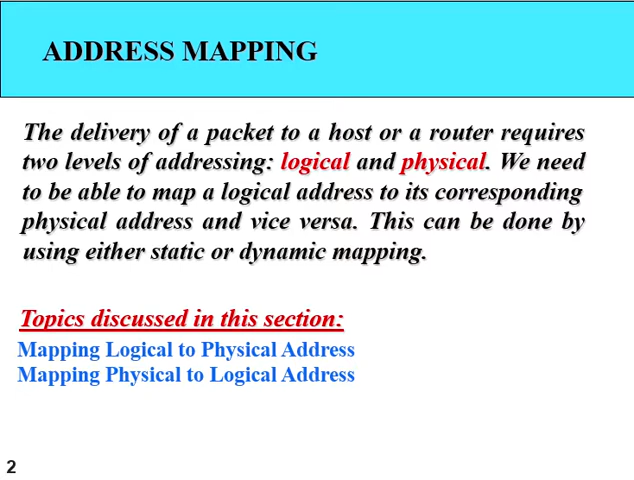 ADDRESS MAPPING
The delivery of a packet to a host or a router requires
two levels of addressing: logical and physical. We need
to be able to map a logical address to its corresponding
physical address and vice versa. This can be done by
using either static or dynamic mapping.
Topics discussed in this section:
Mapping Logical to Physical Address
Mapping Physical to Logical Address
2